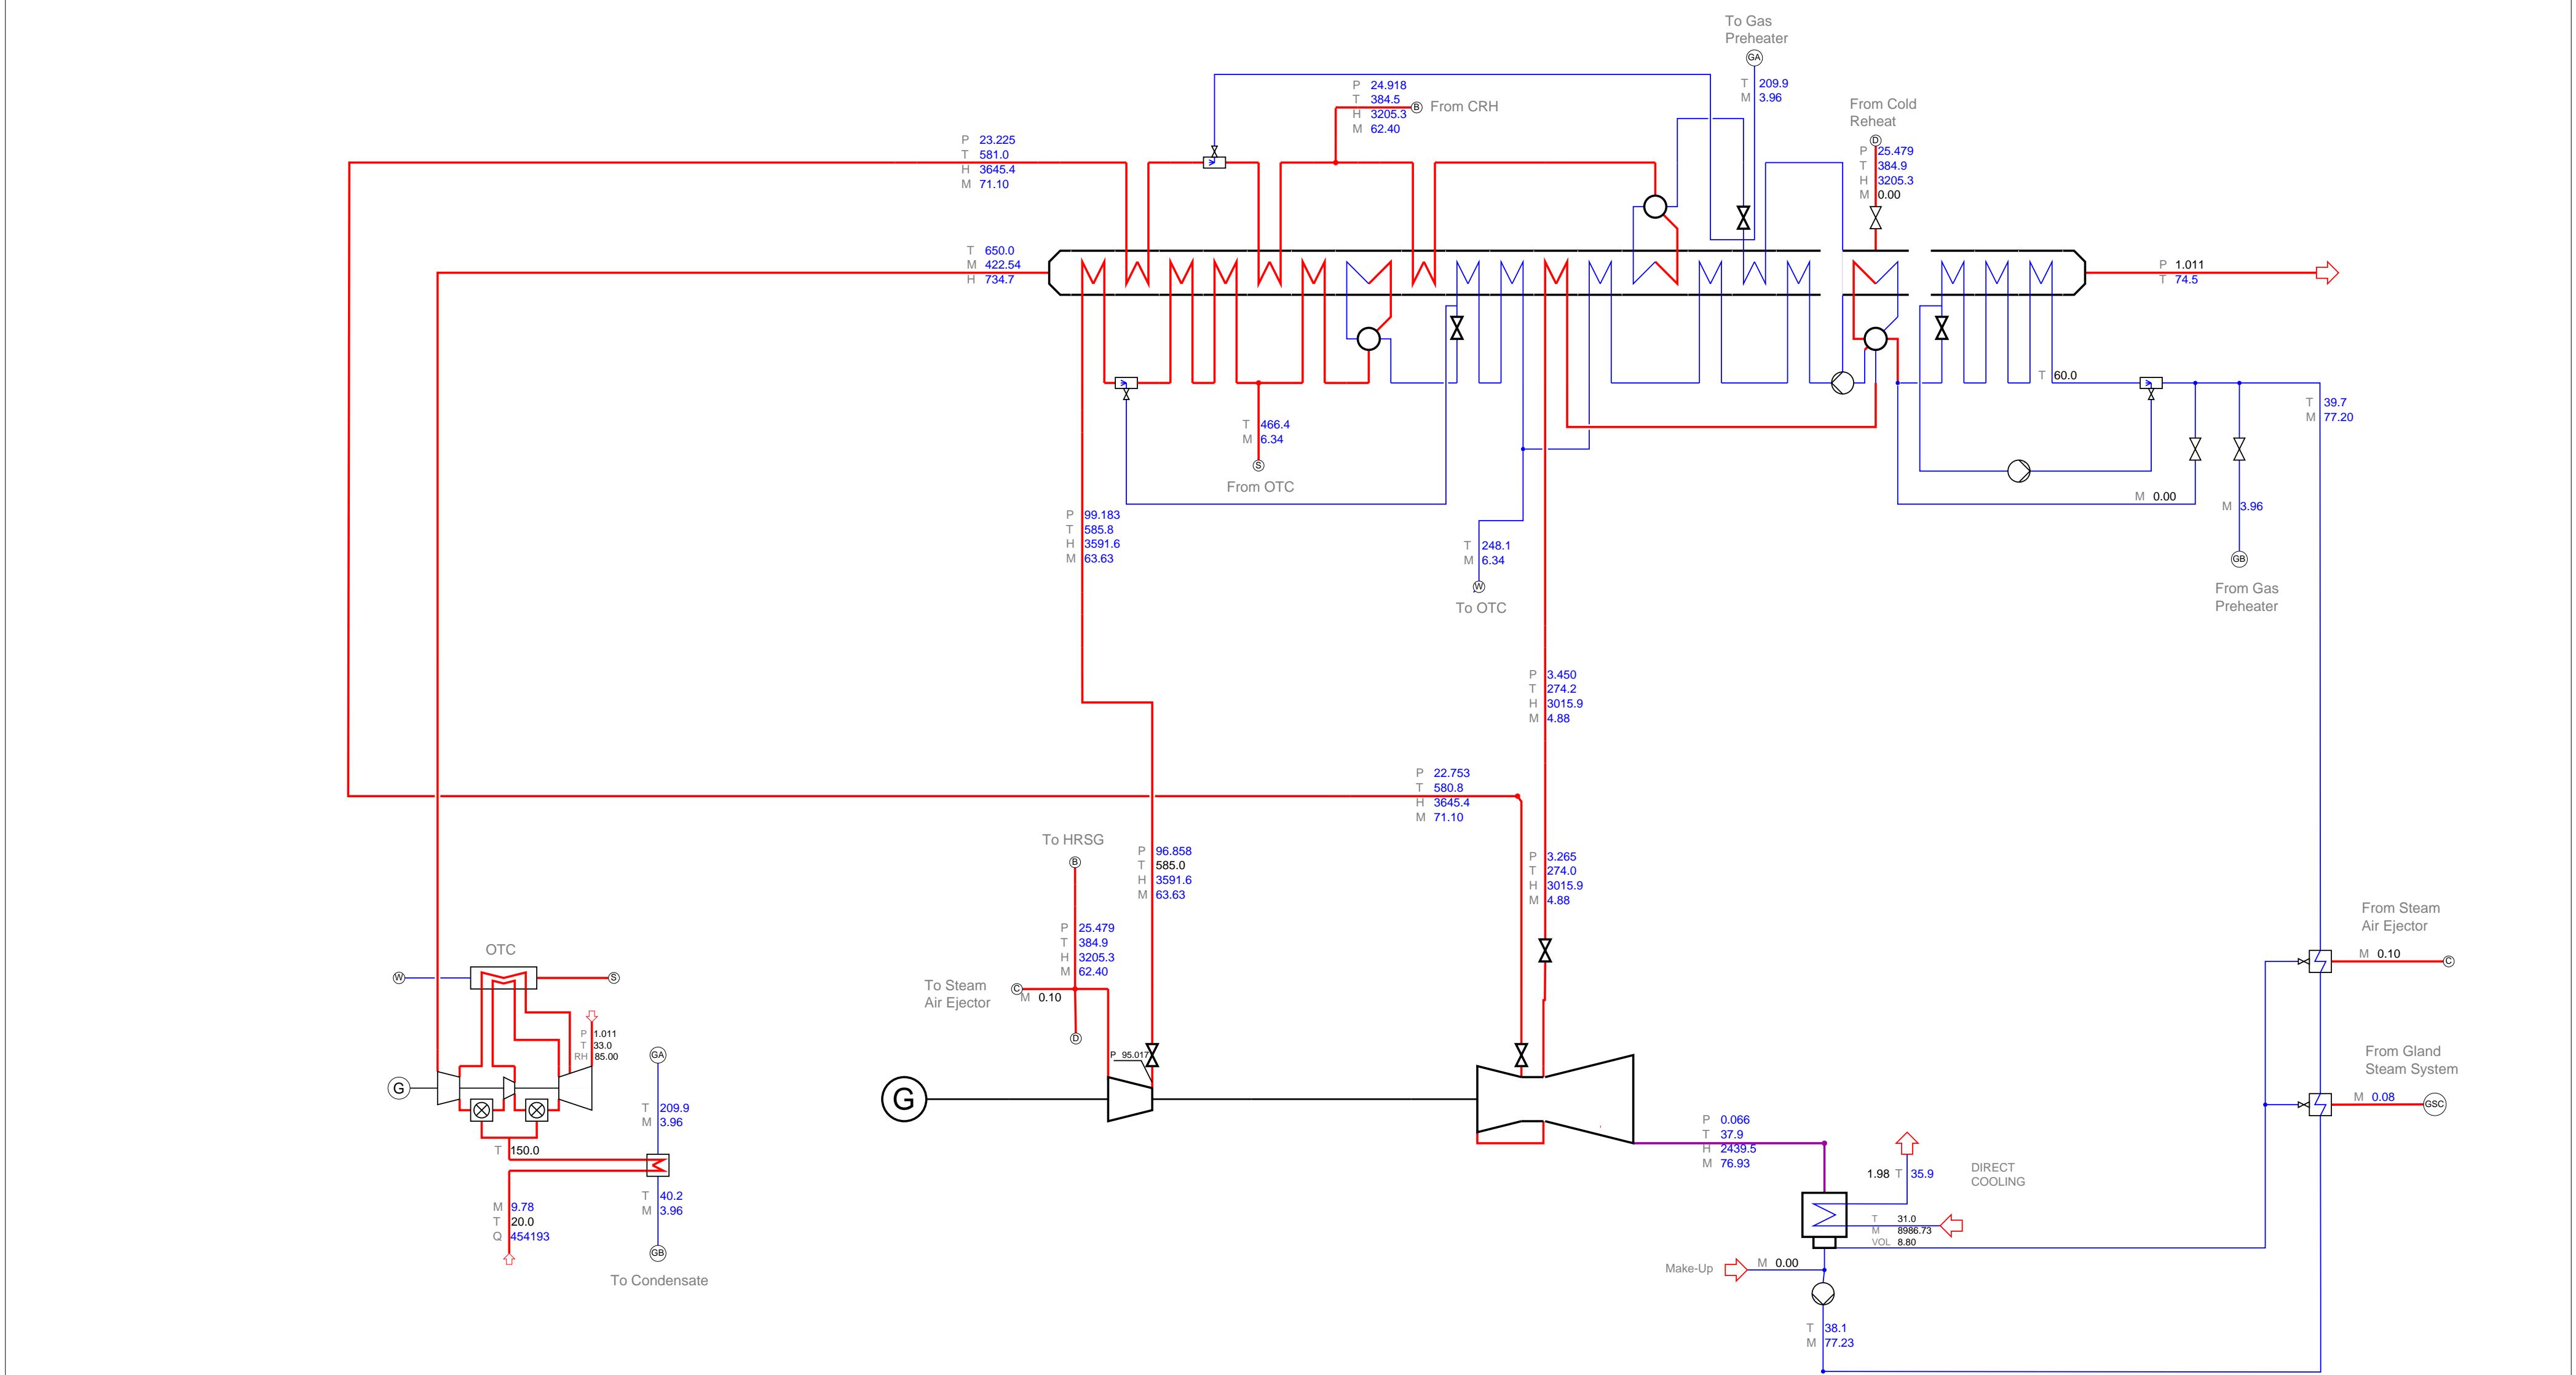 To Gas
Preheater
GA
T 209.9
M 3.96
P 24.918
T 384.5
H 3205.3
M 62.40
B From CRH
From Cold
Reheat
D
P 25.479
T 384.9
H 3205.3
M 0.00
P 23.225
T 581.0
H 3645.4
M 71.10
T 650.0
M 422.54
H 734.7
P 1.011
T 74.5
T 60.0
T 39.7
M 77.20
T 466.4
M 6.34
S
From OTC
M 0.00
M 3.96
GB
From Gas
Preheater
P 99.183
T 585.8
H 3591.6
M 63.63
T 248.1
M 6.34
W
To OTC
P 3.450
T 274.2
H 3015.9
M 4.88
P 22.753
T 580.8
H 3645.4
M 71.10
To HRSG
B
P 96.858
T 585.0
H 3591.6
M 63.63
P 3.265
T 274.0
H 3015.9
M 4.88
P 25.479
T 384.9
H 3205.3
M 62.40
To Steam
Air Ejector
C
M 0.10
D
P 95.017
From Steam
Air Ejector
M 0.10
C
OTC
W
S
P 1.011
T 33.0
RH 85.00
GA
G
G
T 209.9
M 3.96
From Gland
Steam System
M 0.08
GSC
T 150.0
P 0.066
T 37.9
H 2439.5
M 76.93
1.98 T 35.9
DIRECT
COOLING
M 9.78
T 20.0
Q 454193
T 40.2
M 3.96
GB
To Condensate
T 31.0
M 8986.73
VOL 8.80
Make-Up
M 0.00
T 38.1
M 77.23